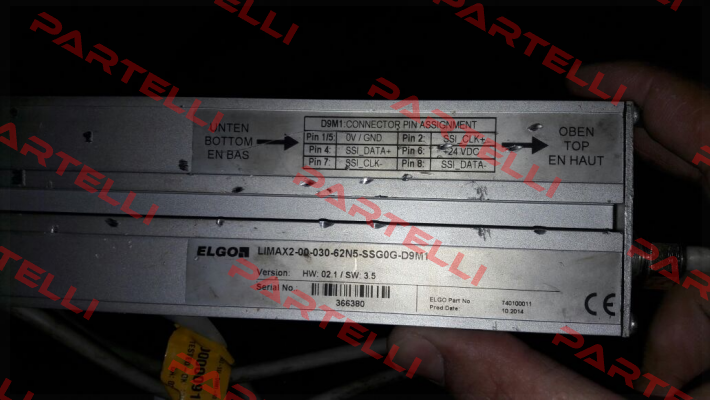 PARTELLI
PARTELLI
PARTELLI
PARTELLI
PARTELLI
PARTELLI
UNTEN
BOTTOM
EN BAS
D9M1:CONNECTOR PIN ASSIGNMENT
Pin 1/5: 0V / GND Pin 2: SSI_CLK+
Pin 4: SSI_DATA+ Pin 6: +24 VDC
Pin 7: SSI_CLK- Pin 8: SSI_DATA-
OBEN
TOP
EN HAUT
ELGO LIMAX2-00-030-62N5-SSG0G-D9M1
Version: HW: 02.1 / SW: 3.5
Serial No.:
366380
ELGO Part No 740100011
Prod Date: 10.2014
CE